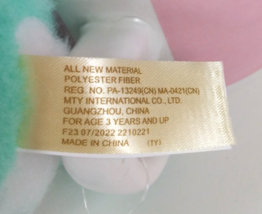 ALL NEW MATERIAL
POLYESTER FIBER
REG. NO. PA-13249(CN) MA-0421(CN)
MTY INTERNATIONAL CO., LTD.
GUANGZHOU, CHINA
FOR AGE 3 YEARS AND UP
F23 07/2022 2210221
MADE IN CHINA (TY)